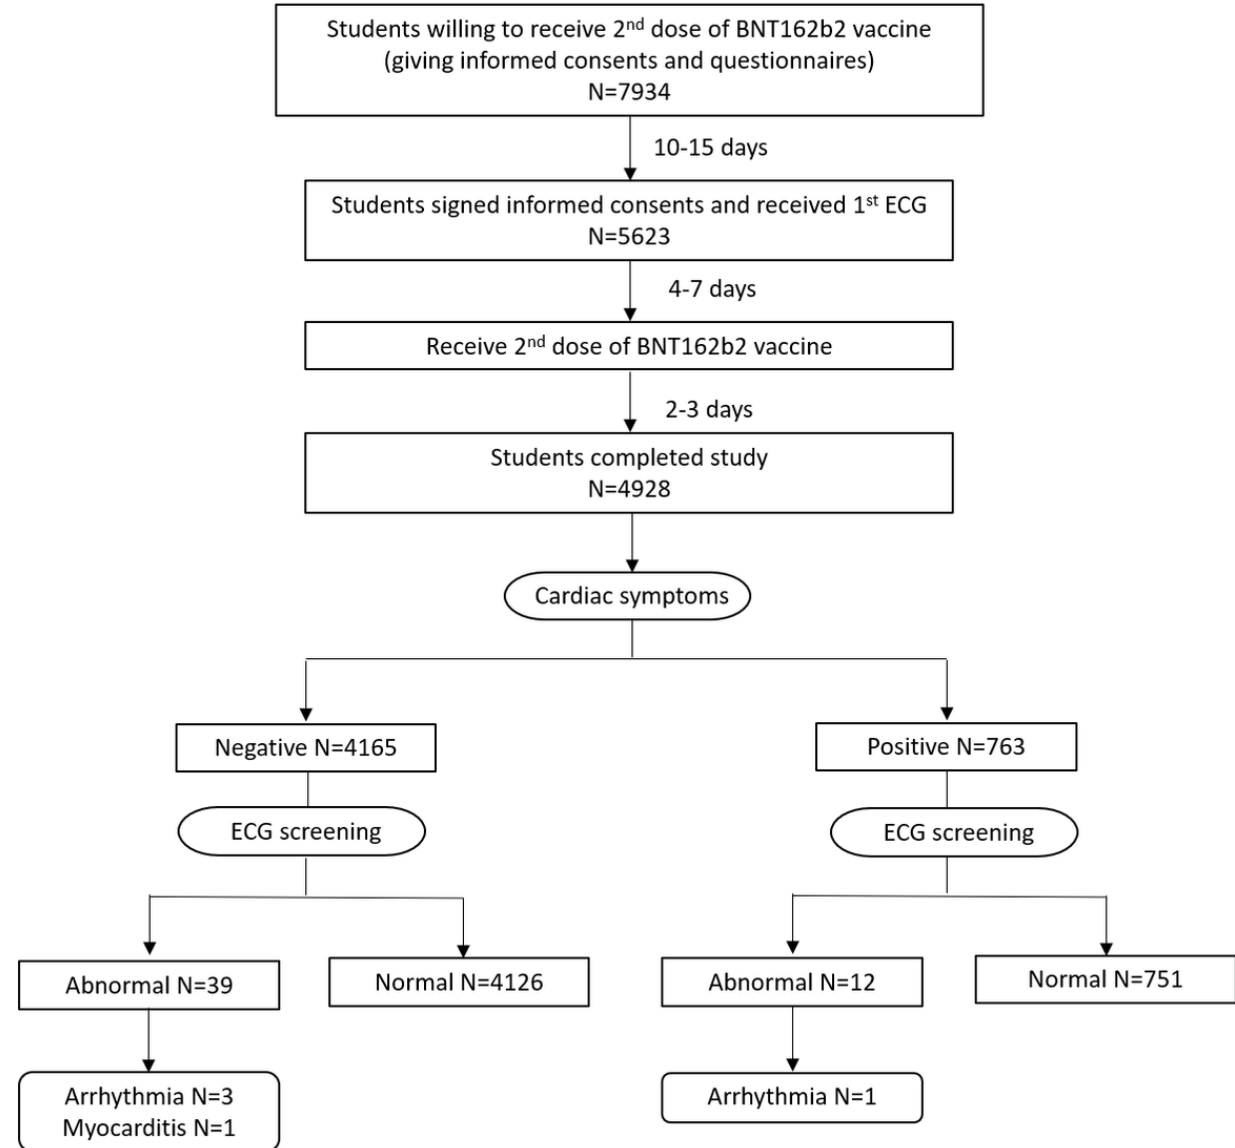 Students willing to receive 2nd dose of BNT162b2 vaccine
(giving informed consents and questionnaires)
N=7934
10-15 days
Students signed informed consents and received 1st ECG
N=5623
4-7 days
Receive 2nd dose of BNT162b2 vaccine
2-3 days
Students completed study
N=4928
Cardiac symptoms
Negative N=4165
Positive N=763
ECG screening
ECG screening
Abnormal N=39
Normal N=4126
Abnormal N=12
Normal N=751
Arrhythmia N=3
Myocarditis N=1
Arrhythmia N=1